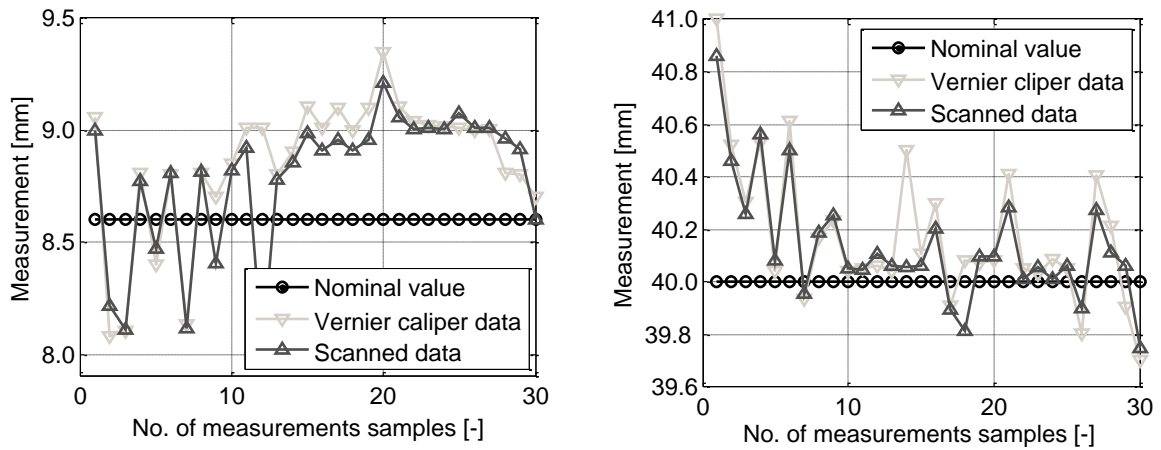 9.5
9.0
8.5
8.0
0
10
20
30
Measurement [mm]
No. of measurements samples [-]
Nominal value
Vernier caliper data
Scanned data
41.0
40.8
40.6
40.4
40.2
40.0
39.8
39.6
0
10
20
30
Measurement [mm]
No. of measurements samples [-]
Nominal value
Vernier cliper data
Scanned data